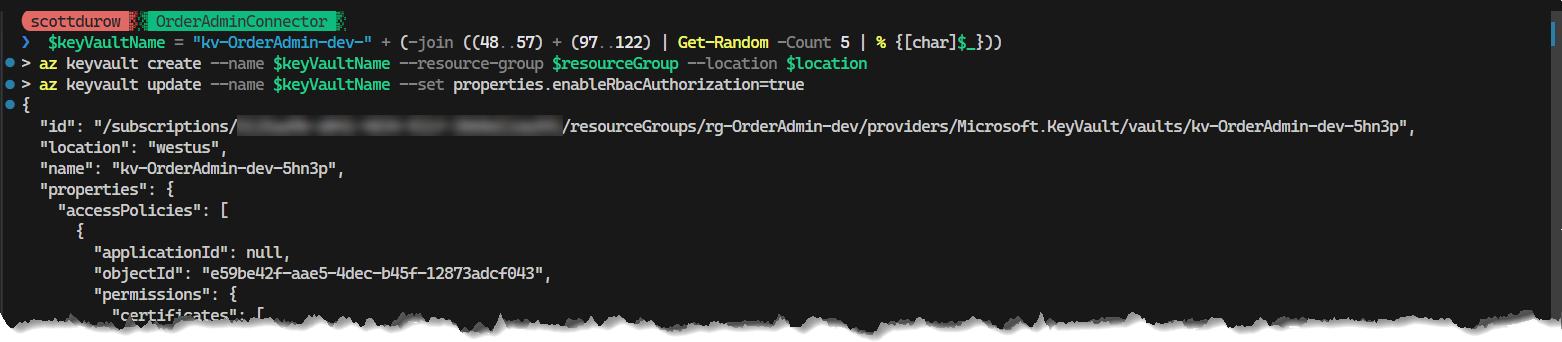 scottdurow OrderAdminConnector
❯ $keyVaultName = "kv-OrderAdmin-dev-" + (-join ((48..57) + (97..122) | Get-Random -Count 5 | % {[char]$_}))
> az keyvault create --name $keyVaultName --resource-group $resourceGroup --location $location
> az keyvault update --name $keyVaultName --set properties.enableRbacAuthorization=true
{
"id": "/subscriptions/ /resourceGroups/rg-OrderAdmin-dev/providers/Microsoft.KeyVault/vaults/kv-OrderAdmin-dev-5hn3p",
"location": "westus",
"name": "kv-OrderAdmin-dev-5hn3p",
"properties": {
"accessPolicies": [
{
"applicationId": null,
"objectId": "e59be42f-aae5-4dec-b45f-12873adcf043",
"permissions": {
"certificates": [